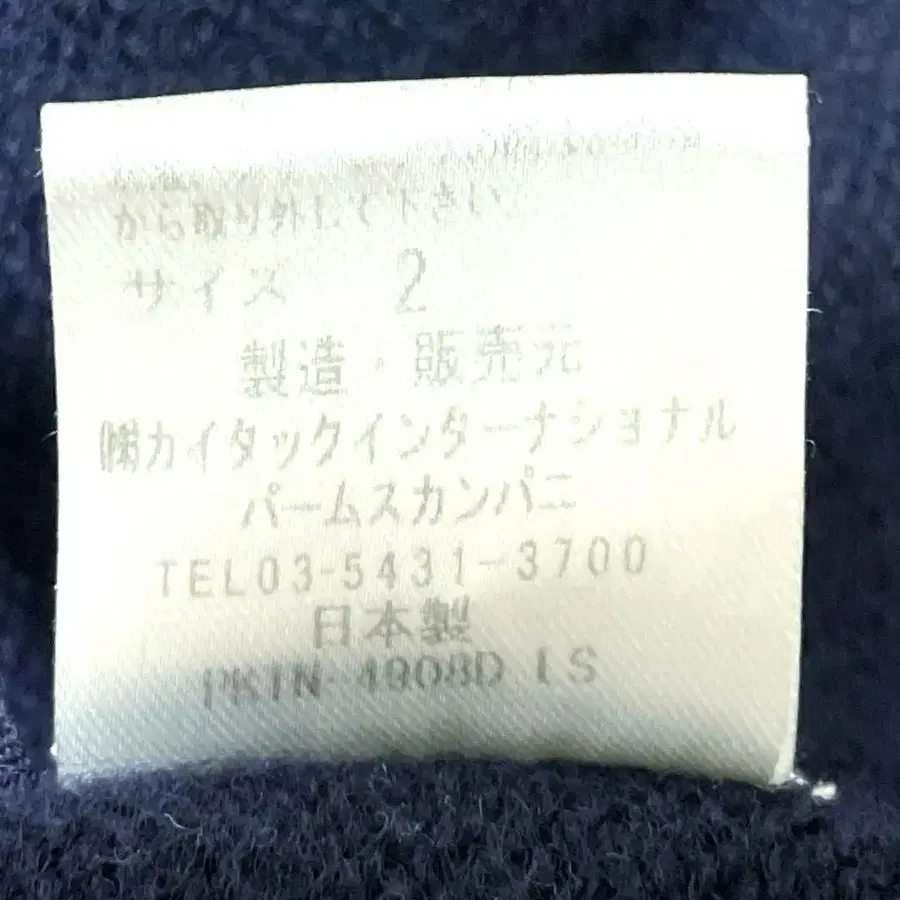 から取り外して下さい
サイズ 2
製造・販売元
㈱カイタックインターナショナル
パームスカンパニ
TEL03-5431-3700
日本製
PKIN-4908D LS